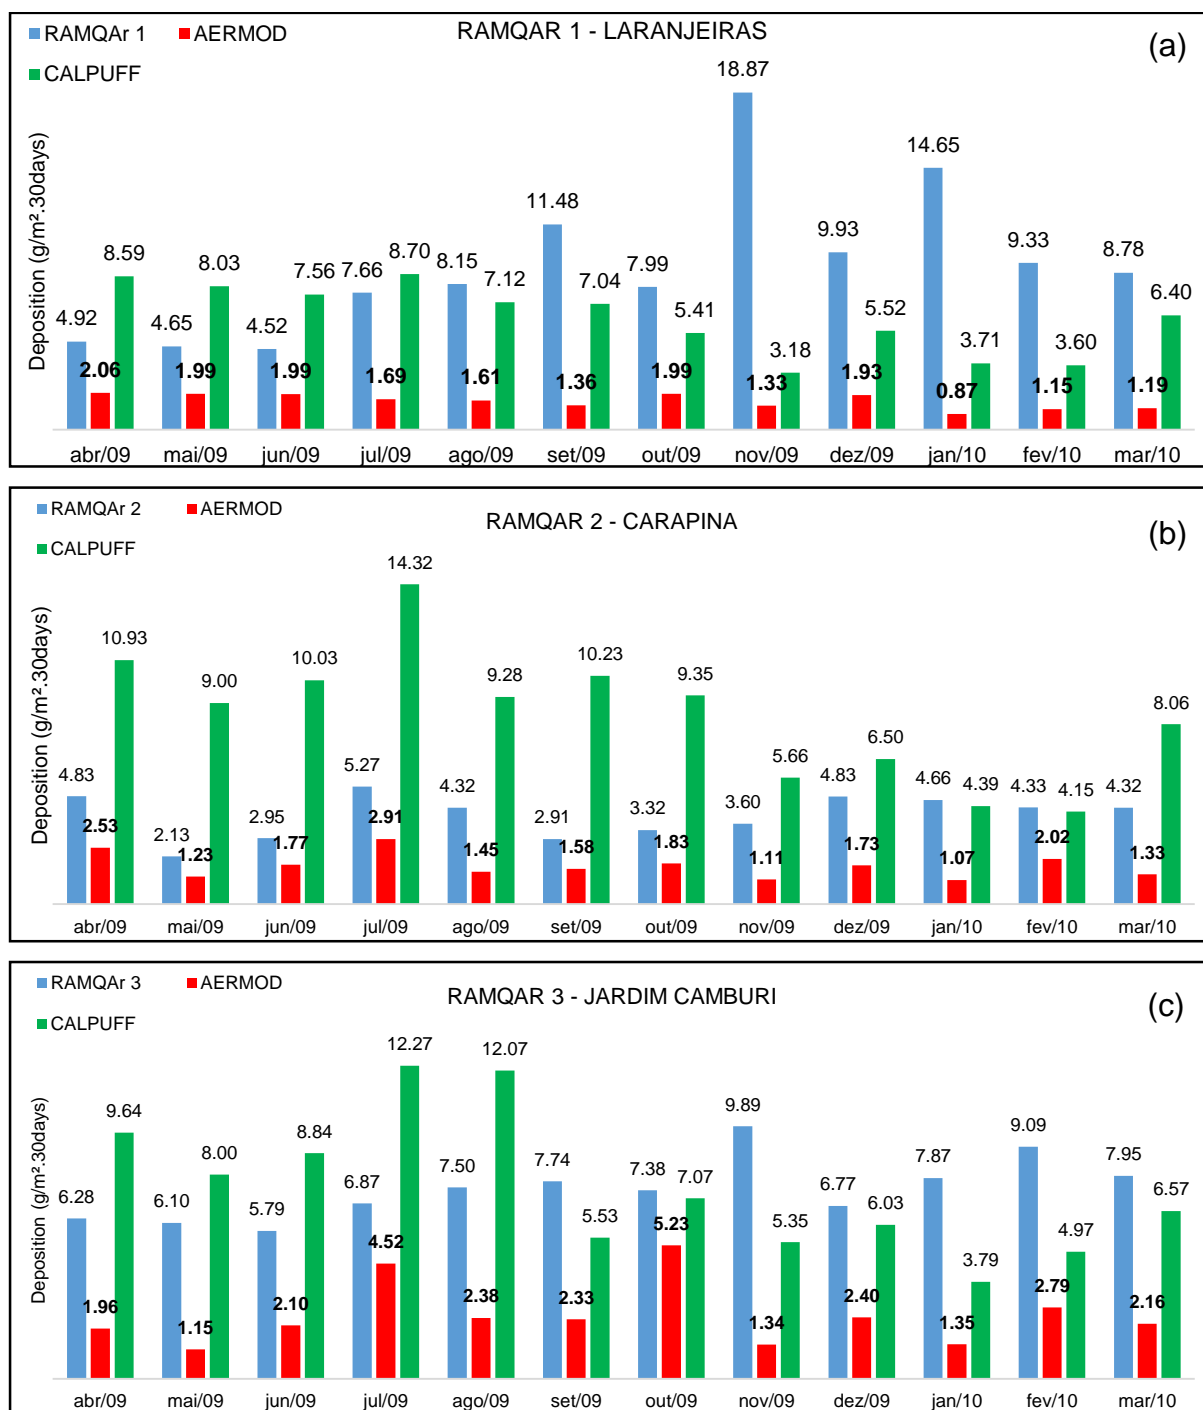 RAMQAr 1 AERMOD
CALPUFF
RAMQAR 1 - LARANJEIRAS
(a)
Deposition (g/m².30days)
4.92 2.06 8.59
4.65 1.99 8.03
4.52 1.99 7.56
7.66 1.69 8.70
8.15 1.61 7.12
11.48 1.36 7.04
7.99 1.99 5.41
18.87 1.33 3.18
9.93 1.93 5.52
14.65 0.87 3.71
9.33 1.15 3.60
8.78 1.19 6.40
abr/09 mai/09 jun/09 jul/09 ago/09 set/09 out/09 nov/09 dez/09 jan/10 fev/10 mar/10
RAMQAr 2 AERMOD
CALPUFF
RAMQAR 2 - CARAPINA
(b)
Deposition (g/m².30days)
4.83 2.53 10.93
2.13 1.23 9.00
2.95 1.77 10.03
5.27 2.91 14.32
4.32 1.45 9.28
2.91 1.58 10.23
3.32 1.83 9.35
3.60 1.11 5.66
4.83 1.73 6.50
4.66 1.07 4.39
4.33 2.02 4.15
4.32 1.33 8.06
abr/09 mai/09 jun/09 jul/09 ago/09 set/09 out/09 nov/09 dez/09 jan/10 fev/10 mar/10
RAMQAr 3 AERMOD
CALPUFF
RAMQAR 3 - JARDIM CAMBURI
(c)
Deposition (g/m².30days)
6.28 1.96 9.64
6.10 1.15 8.00
5.79 2.10 8.84
6.87 4.52 12.27
7.50 2.38 12.07
7.74 2.33 5.53
7.38 5.23 7.07
9.89 1.34 5.35
6.77 2.40 6.03
7.87 1.35 3.79
9.09 2.79 4.97
7.95 2.16 6.57
abr/09 mai/09 jun/09 jul/09 ago/09 set/09 out/09 nov/09 dez/09 jan/10 fev/10 mar/10